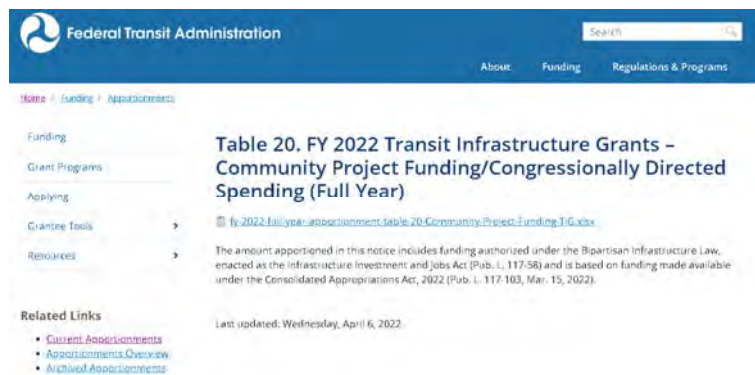 Federal Transit Administration
Search
About Funding Regulations & Programs
Home / Funding / Apportionments
Funding
Grant Programs
Applying
Grantee Tools
Resources
Related Links
Current Apportionments
Apportionments Overview
Archived Apportionments
Table 20. FY 2022 Transit Infrastructure Grants –
Community Project Funding/Congressionally Directed
Spending (Full Year)
fy-2022-full-year-apportionment-table-20-Community-Project-Funding-TIG.xlsx
The amount apportioned in this notice includes funding authorized under the Bipartisan Infrastructure Law,
enacted as the Infrastructure Investment and Jobs Act (Pub. L. 117-58) and is based on funding made available
under the Consolidated Appropriations Act, 2022 (Pub. L. 117-103, Mar. 15, 2022).
Last updated: Wednesday, April 6, 2022